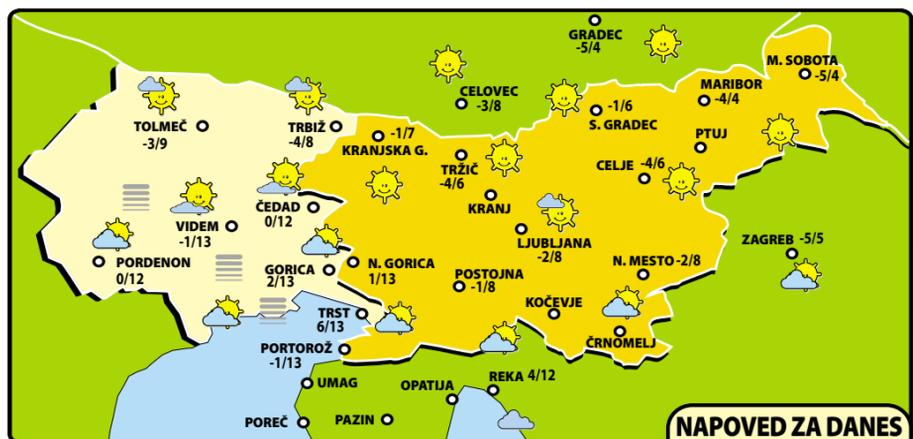 GRADEC
-5/4
M. SOBOTA
-5/4
CELOVEC
-3/8
MARIBOR
-4/4
-1/6
S. GRADEC
TOLMEČ
-3/9
TRBIŽ
-4/8
-1/7
KRANJSKA G.
PTUJ
TRŽIČ
-4/6
CELJE -4/6
KRANJ
ČEDAD
0/12
VIDEM
-1/13
LJUBLJANA
-2/8
ZAGREB -5/5
PORDENON
0/12
GORICA
2/13
N. GORICA
1/13
POSTOJNA
-1/8
N. MESTO -2/8
KOČEVJE
TRST
6/13
ČRNOMELJ
PORTOROŽ
-1/13
UMAG
OPATIJA
REKA 4/12
POREČ
PAZIN
NAPOVED ZA DANES